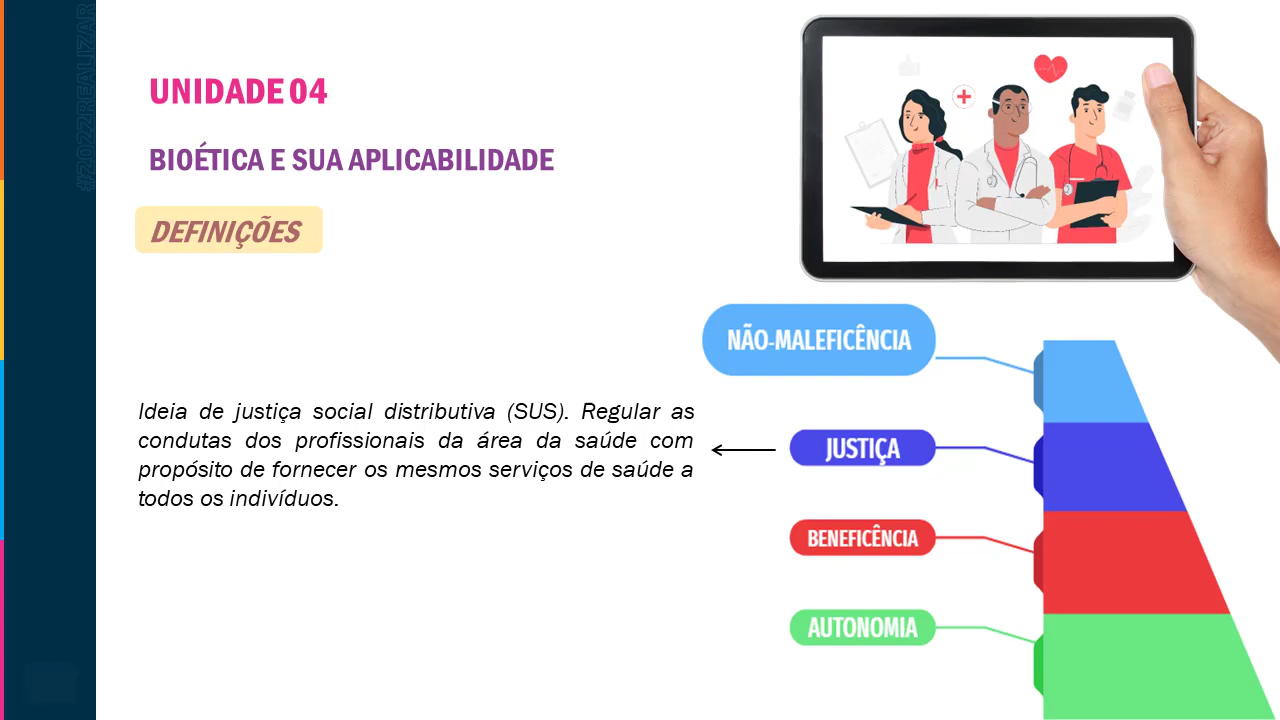 #2022REALIZAR
UNIDADE 04
BIOÉTICA E SUA APLICABILIDADE
DEFINIÇÕES
NÃO-MALEFICÊNCIA
Ideia de justiça social distributiva (SUS). Regular as
condutas dos profissionais da área da saúde com
propósito de fornecer os mesmos serviços de saúde a
todos os indivíduos.
JUSTIÇA
BENEFICÊNCIA
AUTONOMIA